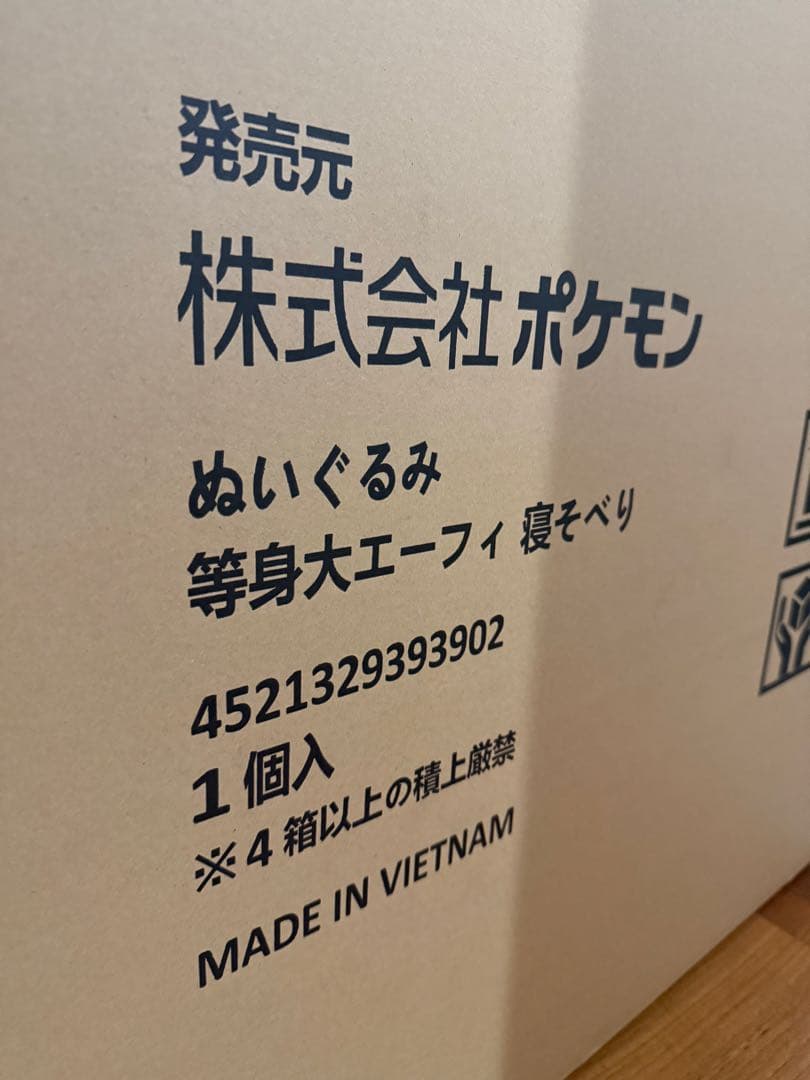 発売元
株式会社ポケモン
ぬいぐるみ
等身大エーフィ 寝そべり
4521329393902
1個入
※4箱以上の積上厳禁
MADE IN VIETNAM